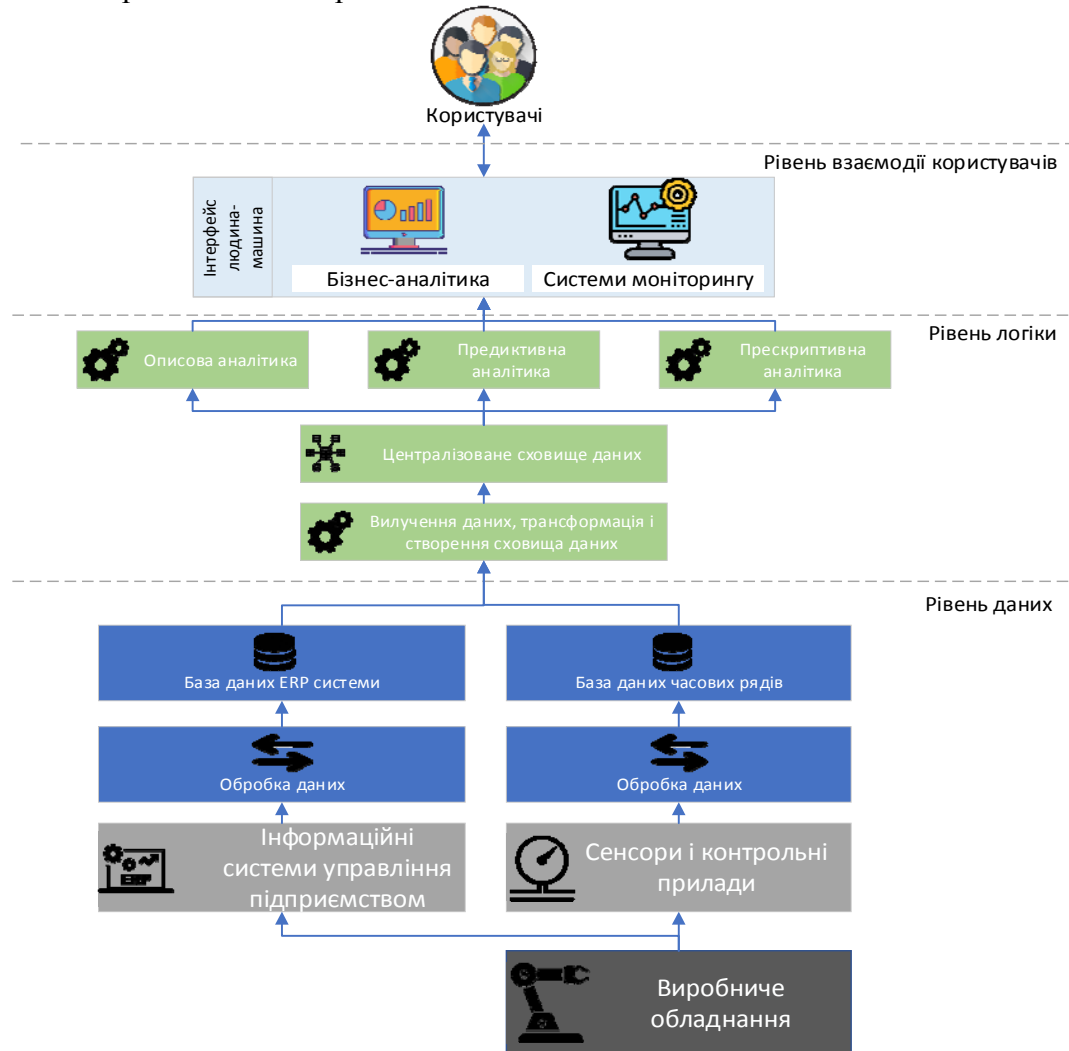 Користувачі
Рівень взаємодії користувачів
Інтерфейс
людина-
машина
Бізнес-аналітика
Системи моніторингу
Рівень логіки
Описова аналітика
Предиктивна
аналітика
Прескриптивна
аналітика
Централізоване сховище даних
Вилучення даних, трансформація і
створення сховища даних
Рівень даних
База даних ERP системи
База даних часових рядів
Обробка даних
Обробка даних
ERP
Інформаційні
системи управління
підприємством
Сенсори і контрольні
прилади
Виробниче
обладнання